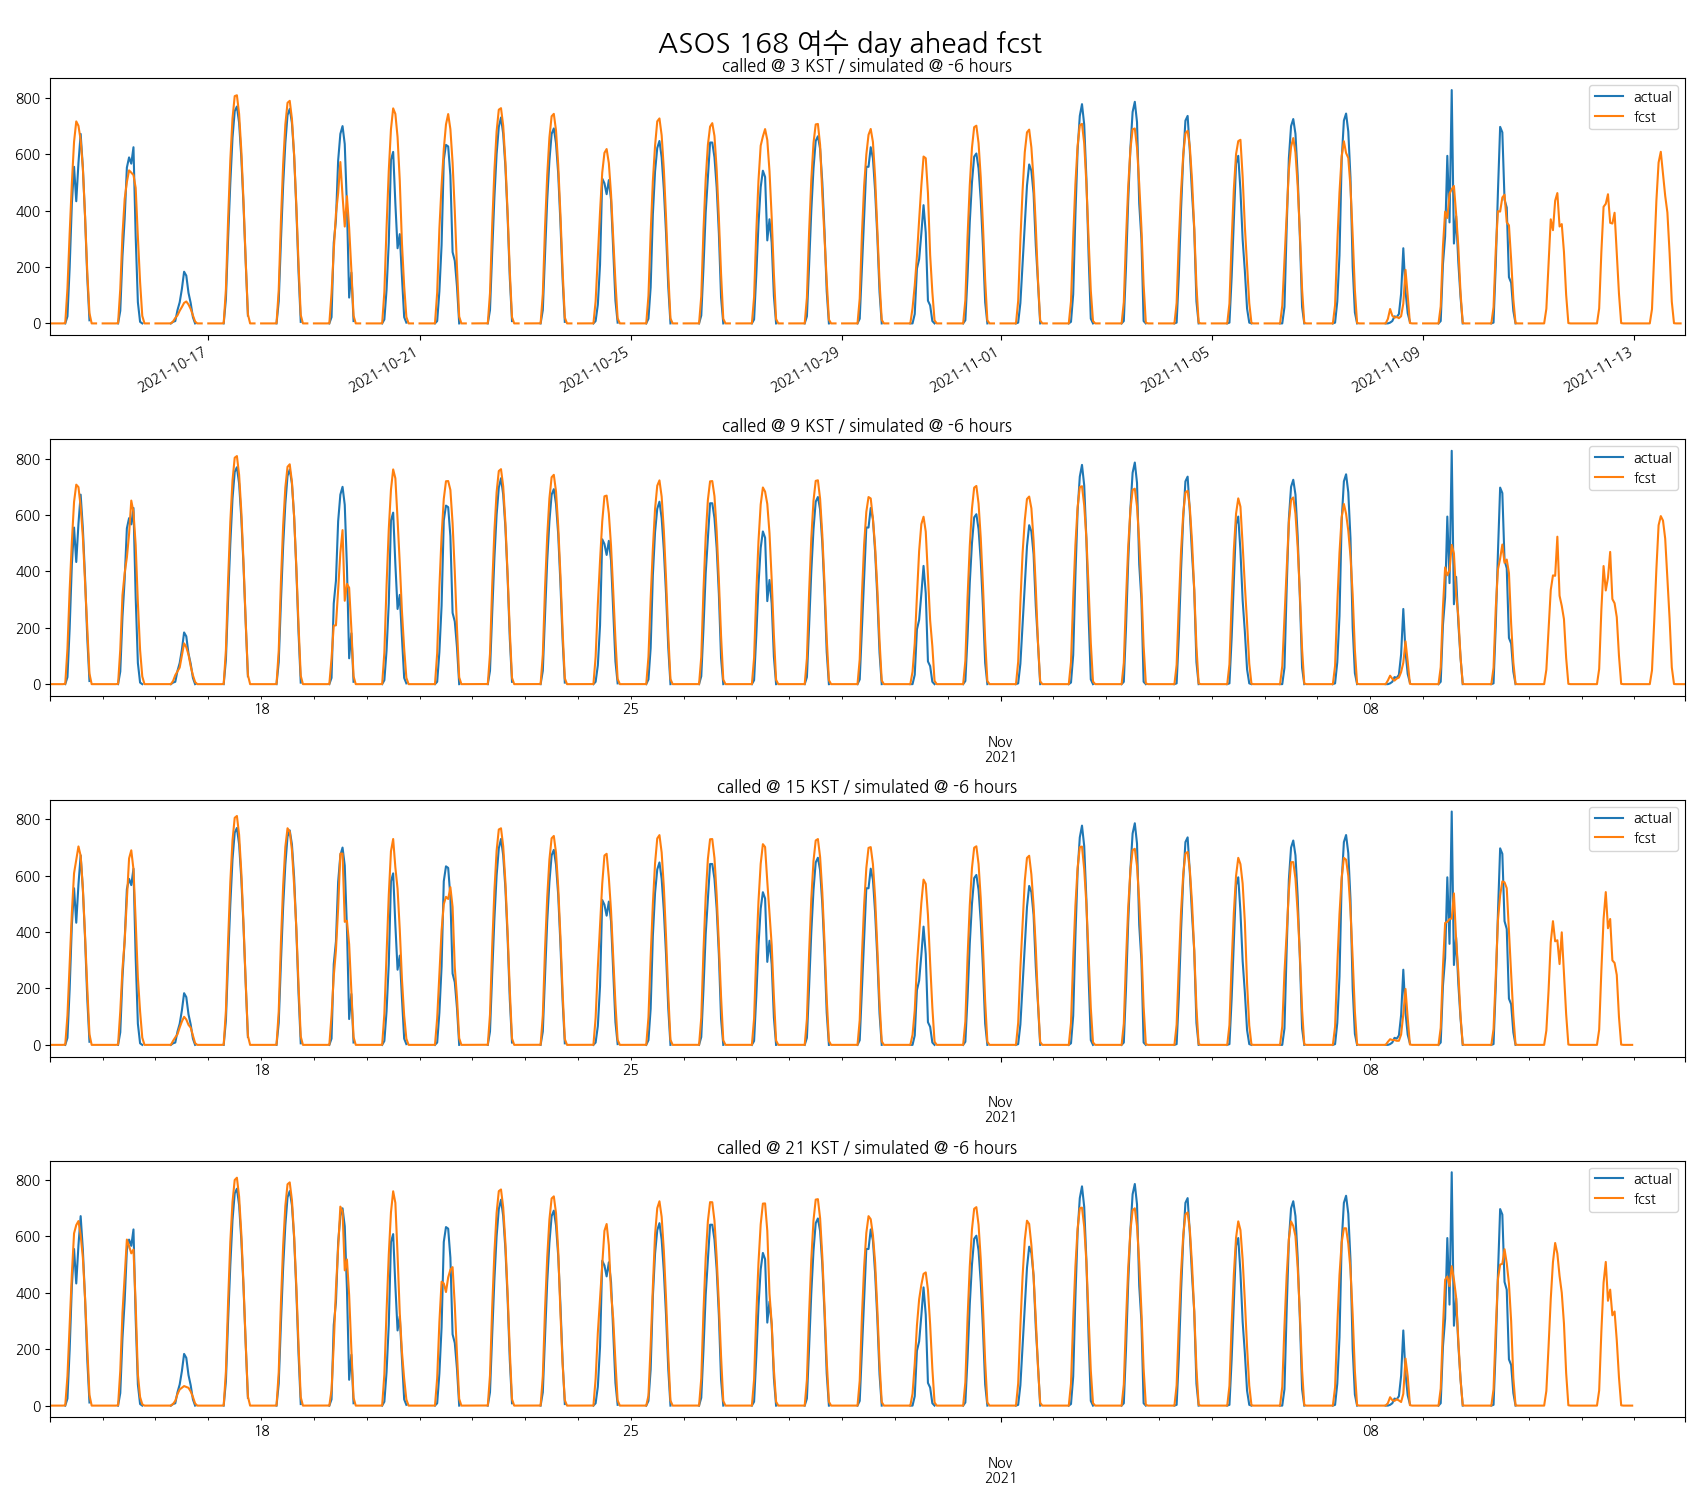 ASOS 168 여수 day ahead fcst
called @ 3 KST / simulated @ -6 hours
800
600
400
200
0
actual
fcst
2021-10-17
2021-10-21
2021-10-25
2021-10-29
2021-11-01
2021-11-05
2021-11-09
2021-11-13
called @ 9 KST / simulated @ -6 hours
800
600
400
200
0
actual
fcst
18
25
Nov
2021
08
called @ 15 KST / simulated @ -6 hours
800
600
400
200
0
actual
fcst
18
25
Nov
2021
08
called @ 21 KST / simulated @ -6 hours
800
600
400
200
0
actual
fcst
18
25
Nov
2021
08